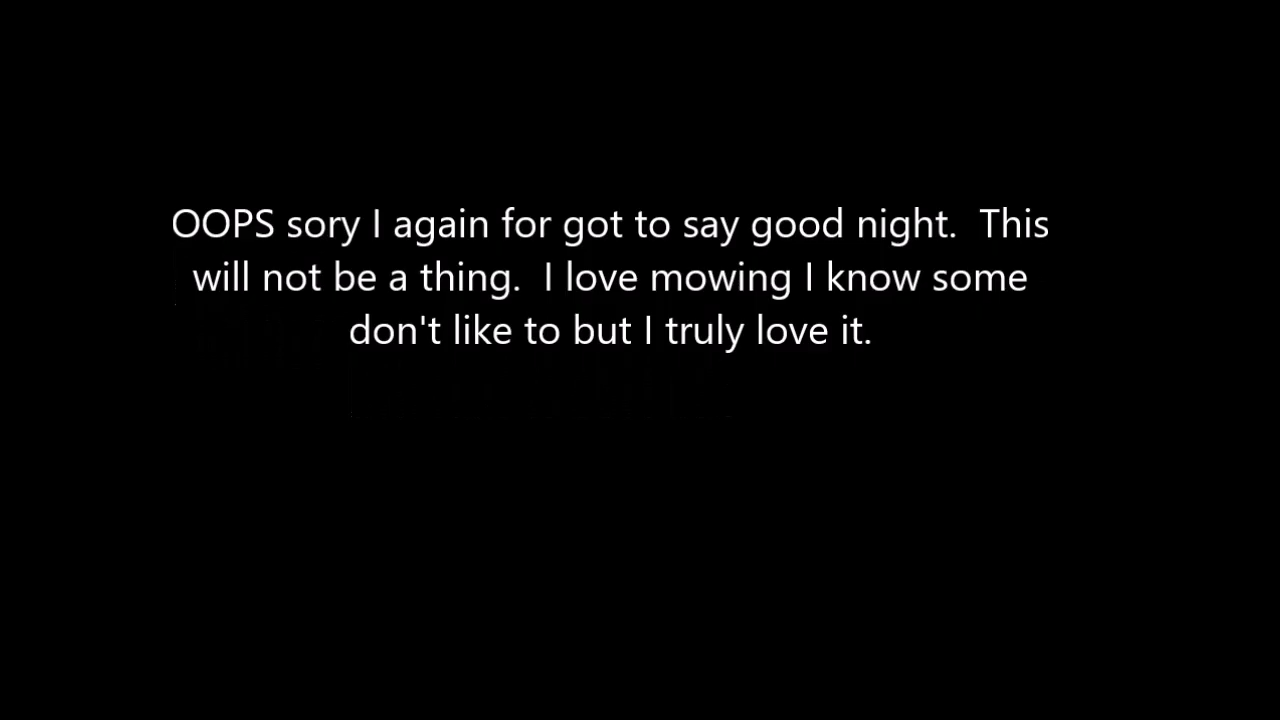 OOPS sory I again for got to say good night.  This
will not be a thing.  I love mowing I know some
don't like to but I truly love it.